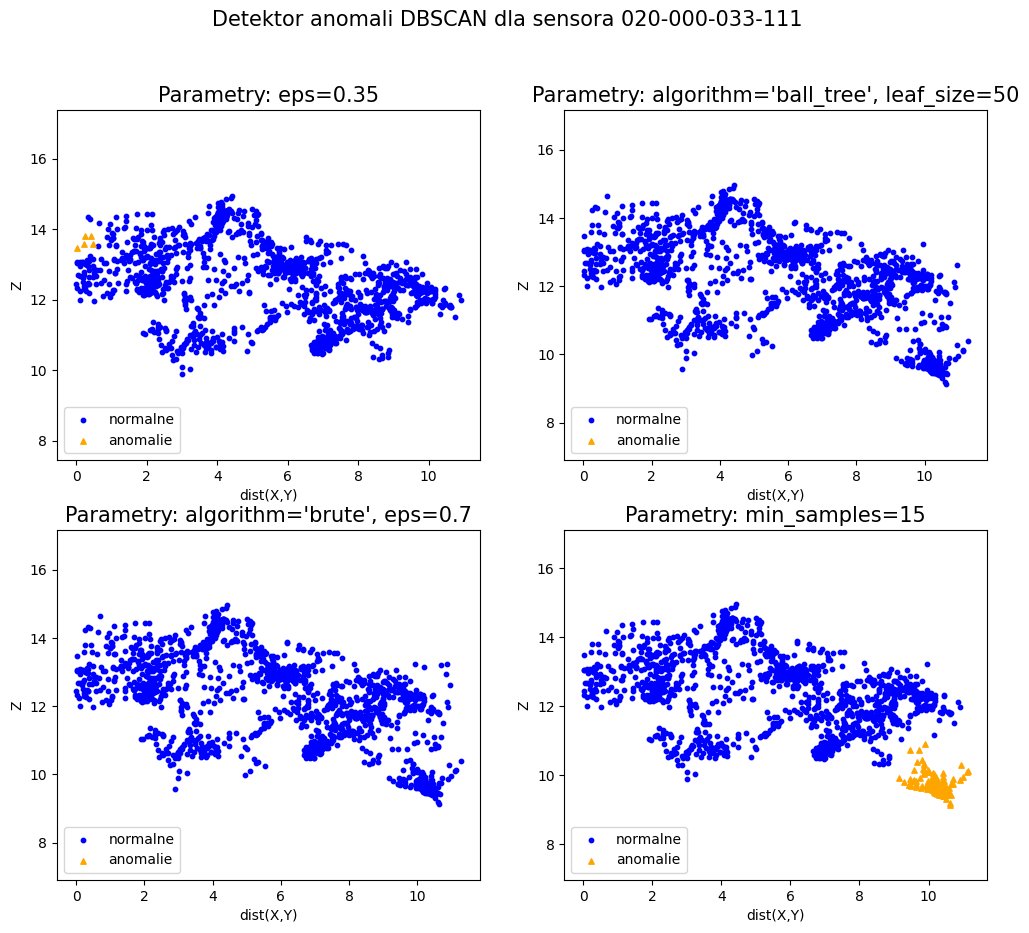 Detektor anomali DBSCAN dla sensora 020-000-033-111
Parametry: eps=0.35
Z
16
14
12
10
8
normalne
anomalie
0 2 4 6 8 10
dist(X,Y)
Parametry: algorithm='ball_tree', leaf_size=50
Z
16
14
12
10
8
normalne
anomalie
0 2 4 6 8 10
dist(X,Y)
Parametry: algorithm='brute', eps=0.7
Z
16
14
12
10
8
normalne
anomalie
0 2 4 6 8 10
dist(X,Y)
Parametry: min_samples=15
Z
16
14
12
10
8
normalne
anomalie
0 2 4 6 8 10
dist(X,Y)